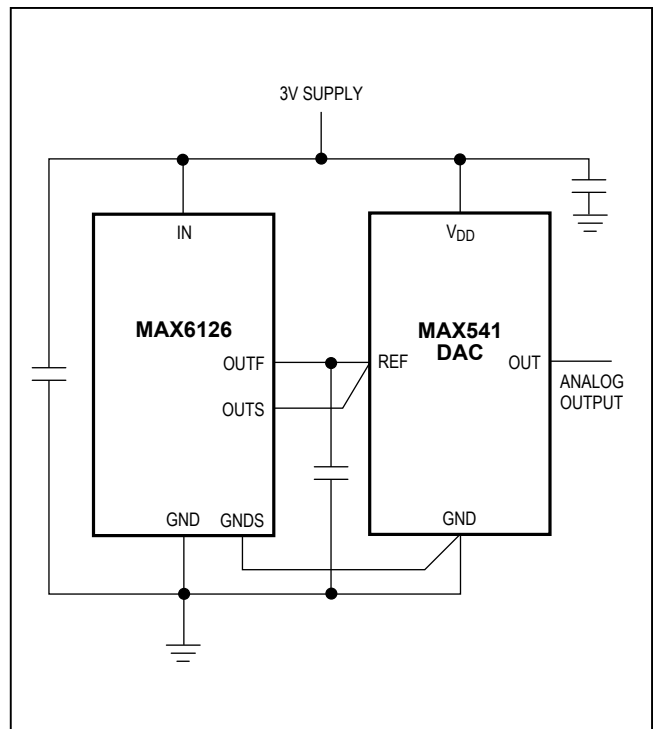 3V SUPPLY
IN
VDD
MAX6126
MAX541
DAC
OUTF
REF
OUT
OUTS
ANALOG
OUTPUT
GND
GNDS
GND